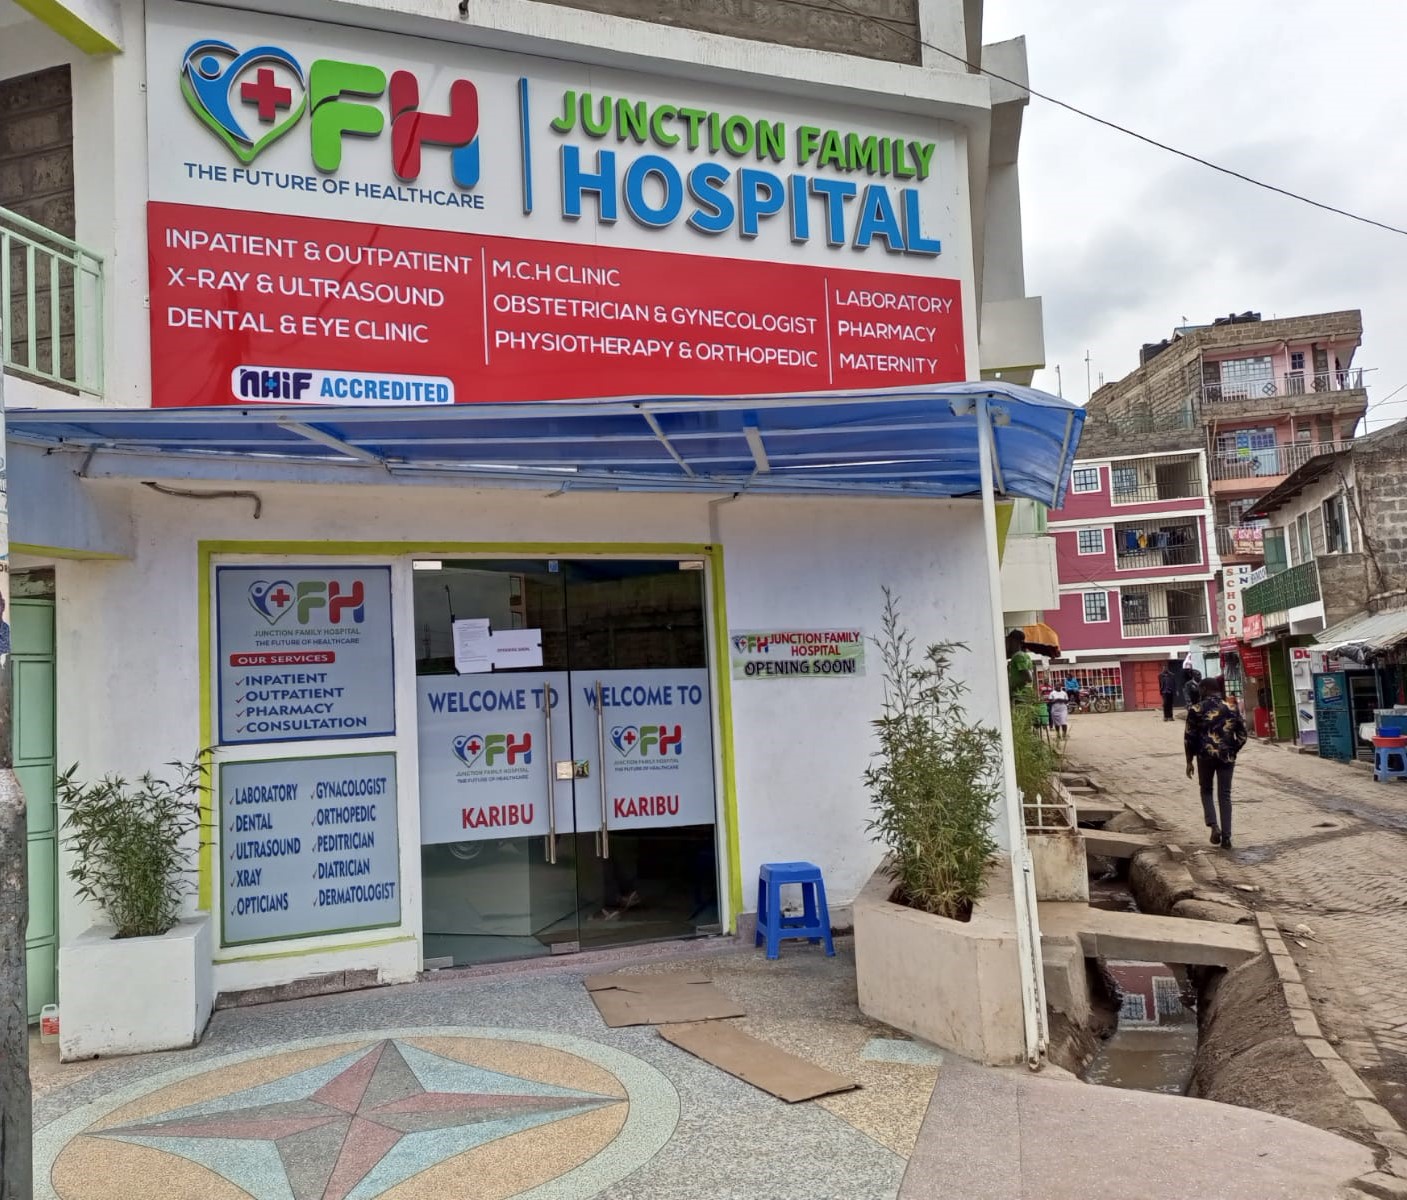 FH
THE FUTURE OF HEALTHCARE
JUNCTION FAMILY
HOSPITAL
INPATIENT & OUTPATIENT
X-RAY & ULTRASOUND
DENTAL & EYE CLINIC
M.C.H CLINIC
OBSTETRICIAN & GYNECOLOGIST
PHYSIOTHERAPY & ORTHOPEDIC
LABORATORY
PHARMACY
MATERNITY
NHIF ACCREDITED
FH
JUNCTION FAMILY HOSPITAL
THE FUTURE OF HEALTHCARE
OUR SERVICES
INPATIENT
OUTPATIENT
PHARMACY
CONSULTATION
LABORATORY
DENTAL
ULTRASOUND
XRAY
OPTICIANS
GYNACOLOGIST
ORTHOPEDIC
PEDITRICIAN
DIATRICIAN
DERMATOLOGIST
WELCOME TO
FH
JUNCTION FAMILY HOSPITAL
THE FUTURE OF HEALTHCARE
KARIBU
WELCOME TO
FH
JUNCTION FAMILY HOSPITAL
THE FUTURE OF HEALTHCARE
KARIBU
FH JUNCTION FAMILY
HOSPITAL
OPENING SOON!
SCHOOL